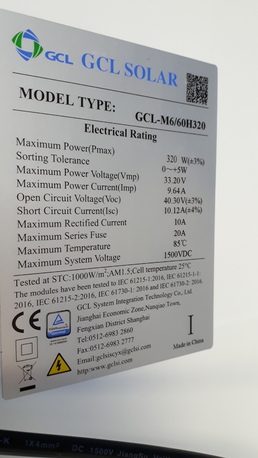 GCL GCL SOLAR
MODEL TYPE: GCL-M6/60H320
Electrical Rating
Maximum Power(Pmax) 320 W(±3%)
Sorting Tolerance 0~+5W
Maximum Power Voltage(Vmp) 33.20V
Maximum Power Current(Imp) 9.64A
Open Circuit Voltage(Voc) 40.30V(±3%)
Short Circuit Current(Isc) 10.12A(±4%)
Maximum Rectified Current 10A
Maximum Series Fuse 20A
Maximum Temperature 85℃
Maximum System Voltage 1500VDC
Tested at STC:1000W/m²,AM1.5,Cell temperature 25℃
The modules have been tested to IEC 61215-1: 2016, IEC 61215-1-1:
2016, IEC 61215-2:2016, IEC 61730-1: 2016 and IEC 61730-2: 2016.
GCL System Integration Technology Co., Ltd.
Jianghai Economic Zone,Nanqiao Town,
Fengxian District Shanghai
Tel:0512-6983 2860
Fax:0512-6983 2777
Email:gclsiscyx@gclsi.com
http://www.gclsi.com
CE
I
Made in China
1X4mm² DC 1500V